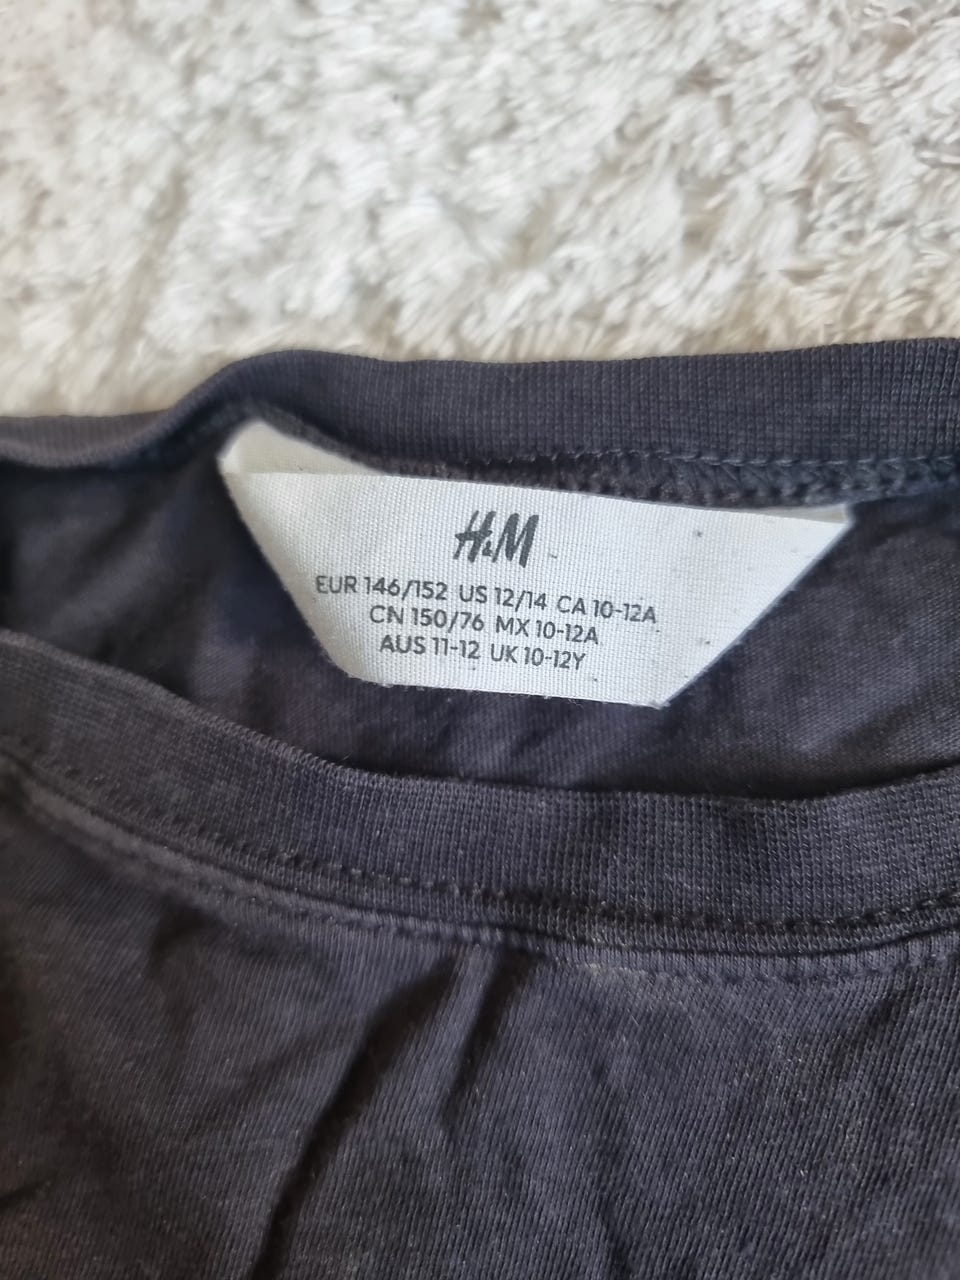 H&M
EUR 146/152 US 12/14 CA 10-12A
CN 150/76 MX 10-12A
AUS 11-12 UK 10-12Y